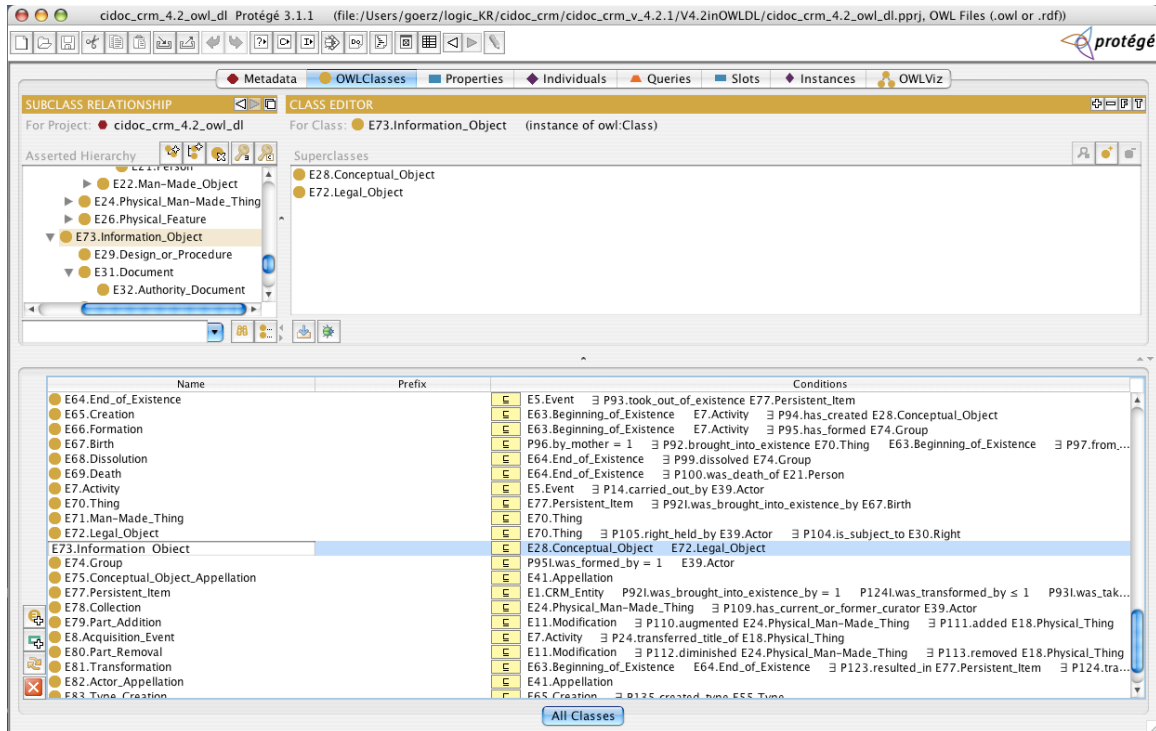 cidoc_crm_4.2_owl_dl Protégé 3.1.1 (file:/Users/goerz/logic_KR/cidoc_crm/cidoc_crm_v_4.2.1/V4.2inOWLDL/cidoc_crm_4.2_owl_dl.pprj, OWL Files (.owl or .rdf))
protégé
Metadata OWLClasses Properties Individuals Queries Slots Instances OWLViz
SUBCLASS RELATIONSHIP
CLASS EDITOR
For Project: cidoc_crm_4.2_owl_dl
For Class: E73.Information_Object (instance of owl:Class)
Asserted Hierarchy
Superclasses
E21.Person
E22.Man-Made_Object
E24.Physical_Man-Made_Thing
E26.Physical_Feature
E73.Information_Object
E29.Design_or_Procedure
E31.Document
E32.Authority_Document
E28.Conceptual_Object
E72.Legal_Object
Name Prefix Conditions
E64.End_of_Existence ⊑ E5.Event ∃ P93.took_out_of_existence E77.Persistent_Item
E65.Creation ⊑ E63.Beginning_of_Existence E7.Activity ∃ P94.has_created E28.Conceptual_Object
E66.Formation ⊑ E63.Beginning_of_Existence E7.Activity ∃ P95.has_formed E74.Group
E67.Birth ⊑ P96.by_mother = 1 ∃ P92.brought_into_existence E70.Thing E63.Beginning_of_Existence ∃ P97.from_...
E68.Dissolution ⊑ E64.End_of_Existence ∃ P99.dissolved E74.Group
E69.Death ⊑ E64.End_of_Existence ∃ P100.was_death_of E21.Person
E7.Activity ⊑ E5.Event ∃ P14.carried_out_by E39.Actor
E70.Thing ⊑ E77.Persistent_Item ∃ P92I.was_brought_into_existence_by E67.Birth
E71.Man-Made_Thing ⊑ E70.Thing
E72.Legal_Object ⊑ E70.Thing ∃ P105.right_held_by E39.Actor ∃ P104.is_subject_to E30.Right
E73.Information_Object ⊑ E28.Conceptual_Object E72.Legal_Object
E74.Group ⊑ P95I.was_formed_by = 1 E39.Actor
E75.Conceptual_Object_Appellation ⊑ E41.Appellation
E77.Persistent_Item ⊑ E1.CRM_Entity P92I.was_brought_into_existence_by = 1 P124I.was_transformed_by ≤ 1 P93I.was_tak...
E78.Collection ⊑ E24.Physical_Man-Made_Thing ∃ P109.has_current_or_former_curator E39.Actor
E79.Part_Addition ⊑ E11.Modification ∃ P110.augmented E24.Physical_Man-Made_Thing ∃ P111.added E18.Physical_Thing
E8.Acquisition_Event ⊑ E7.Activity ∃ P24.transferred_title_of E18.Physical_Thing
E80.Part_Removal ⊑ E11.Modification ∃ P112.diminished E24.Physical_Man-Made_Thing ∃ P113.removed E18.Physical_Thing
E81.Transformation ⊑ E63.Beginning_of_Existence E64.End_of_Existence ∃ P123.resulted_in E77.Persistent_Item ∃ P124.tra...
E82.Actor_Appellation ⊑ E41.Appellation
E83.Type_Creation ⊑ E65.Creation ∃ P135.created_type E55.Type
All Classes